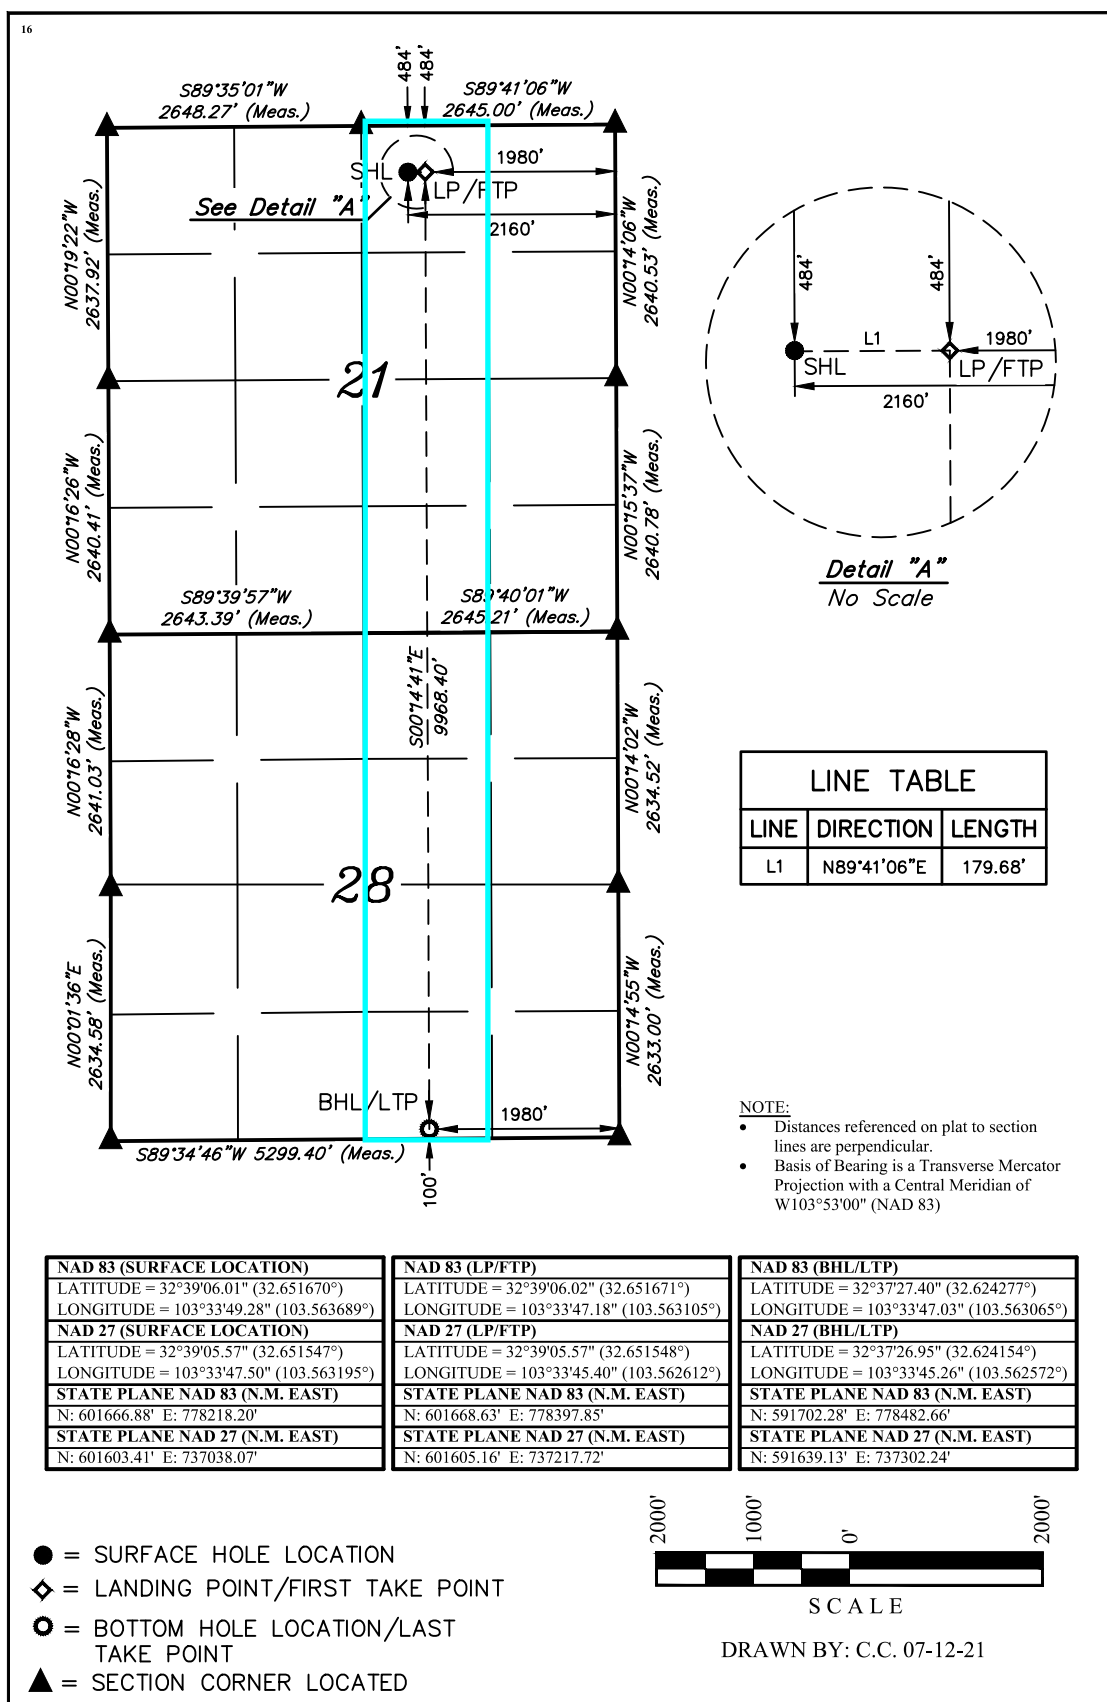 16
484'
484'
S89°35'01"W
2648.27' (Meas.)
S89°41'06"W
2645.00' (Meas.)
1980'
SHL
LP/FTP
See Detail "A"
2160'
N00°19'22"W
2637.92' (Meas.)
N00°14'06"W
2640.53' (Meas.)
484'
484'
L1
1980'
SHL
LP/FTP
2160'
21
N00°16'26"W
2640.41' (Meas.)
N00°15'37"W
2640.78' (Meas.)
Detail "A"
No Scale
S89°39'57"W
2643.39' (Meas.)
S89°40'01"W
2645.21' (Meas.)
S00°14'41"E
9968.40'
N00°16'28"W
2641.03' (Meas.)
N00°14'02"W
2634.52' (Meas.)
LINE TABLE
LINE DIRECTION LENGTH
L1 N89°41'06"E 179.68'
28
N00°01'36"E
2634.58' (Meas.)
N00°14'55"W
2633.00' (Meas.)
BHL/LTP
1980'
S89°34'46"W 5299.40' (Meas.)
100'
NOTE:
• Distances referenced on plat to section
lines are perpendicular.
• Basis of Bearing is a Transverse Mercator
Projection with a Central Meridian of
W103°53'00" (NAD 83)
NAD 83 (SURFACE LOCATION)
LATITUDE = 32°39'06.01" (32.651670°)
LONGITUDE = 103°33'49.28" (103.563689°)
NAD 27 (SURFACE LOCATION)
LATITUDE = 32°39'05.57" (32.651547°)
LONGITUDE = 103°33'47.50" (103.563195°)
STATE PLANE NAD 83 (N.M. EAST)
N: 601666.88' E: 778218.20'
STATE PLANE NAD 27 (N.M. EAST)
N: 601603.41' E: 737038.07'
NAD 83 (LP/FTP)
LATITUDE = 32°39'06.02" (32.651671°)
LONGITUDE = 103°33'47.18" (103.563105°)
NAD 27 (LP/FTP)
LATITUDE = 32°39'05.57" (32.651548°)
LONGITUDE = 103°33'45.40" (103.562612°)
STATE PLANE NAD 83 (N.M. EAST)
N: 601668.63' E: 778397.85'
STATE PLANE NAD 27 (N.M. EAST)
N: 601605.16' E: 737217.72'
NAD 83 (BHL/LTP)
LATITUDE = 32°37'27.40" (32.624277°)
LONGITUDE = 103°33'47.03" (103.563065°)
NAD 27 (BHL/LTP)
LATITUDE = 32°37'26.95" (32.624154°)
LONGITUDE = 103°33'45.26" (103.562572°)
STATE PLANE NAD 83 (N.M. EAST)
N: 591702.28' E: 778482.66'
STATE PLANE NAD 27 (N.M. EAST)
N: 591639.13' E: 737302.24'
= SURFACE HOLE LOCATION
= LANDING POINT/FIRST TAKE POINT
= BOTTOM HOLE LOCATION/LAST
TAKE POINT
= SECTION CORNER LOCATED
2000' 1000' 0' 2000'
SCALE
DRAWN BY: C.C. 07-12-21